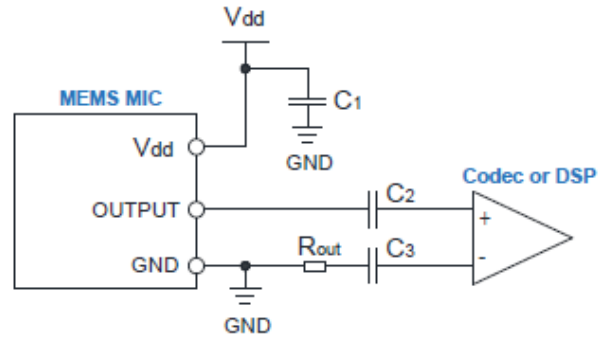 Vdd
MEMS MIC
C1
Vdd
GND
Codec or DSP
OUTPUT
C2
+
Rout
C3
-
GND
GND